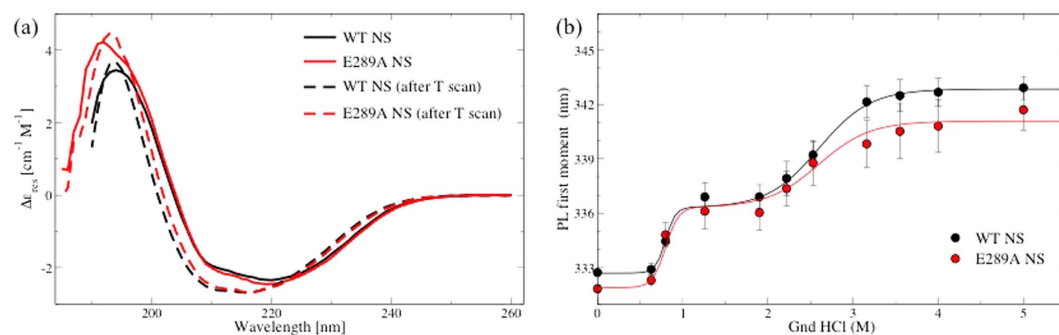 (a)
WT NS
E289A NS
WT NS (after T scan)
E289A NS (after T scan)
Δε_res [cm⁻¹ M⁻¹]
4
2
0
-2
200
220
240
260
Wavelength [nm]
(b)
PL first moment (nm)
345
342
339
336
333
WT NS
E289A NS
0
1
2
3
4
5
Gnd HCl (M)